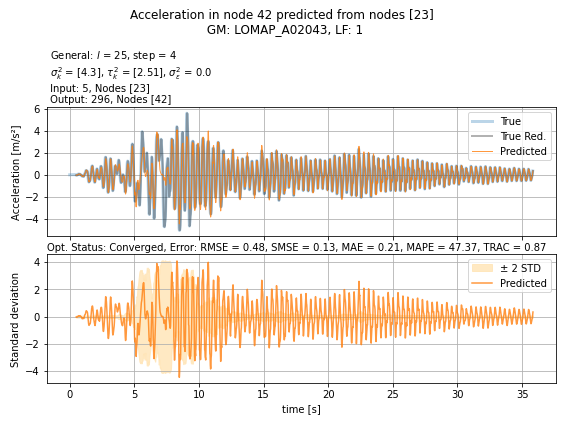 Acceleration in node 42 predicted from nodes [23]
GM: LOMAP_A02043, LF: 1
General: l = 25, step = 4
σ²ₖ = [4.3], τ²ₖ = [2.51], σ²ε = 0.0
Input: 5, Nodes [23]
Output: 296, Nodes [42]
Acceleration [m/s²]
6
4
2
0
−2
−4
True
True Red.
Predicted
Opt. Status: Converged, Error: RMSE = 0.48, SMSE = 0.13, MAE = 0.21, MAPE = 47.37, TRAC = 0.87
Standard deviation
4
2
0
−2
−4
± 2 STD
Predicted
0 5 10 15 20 25 30 35
time [s]